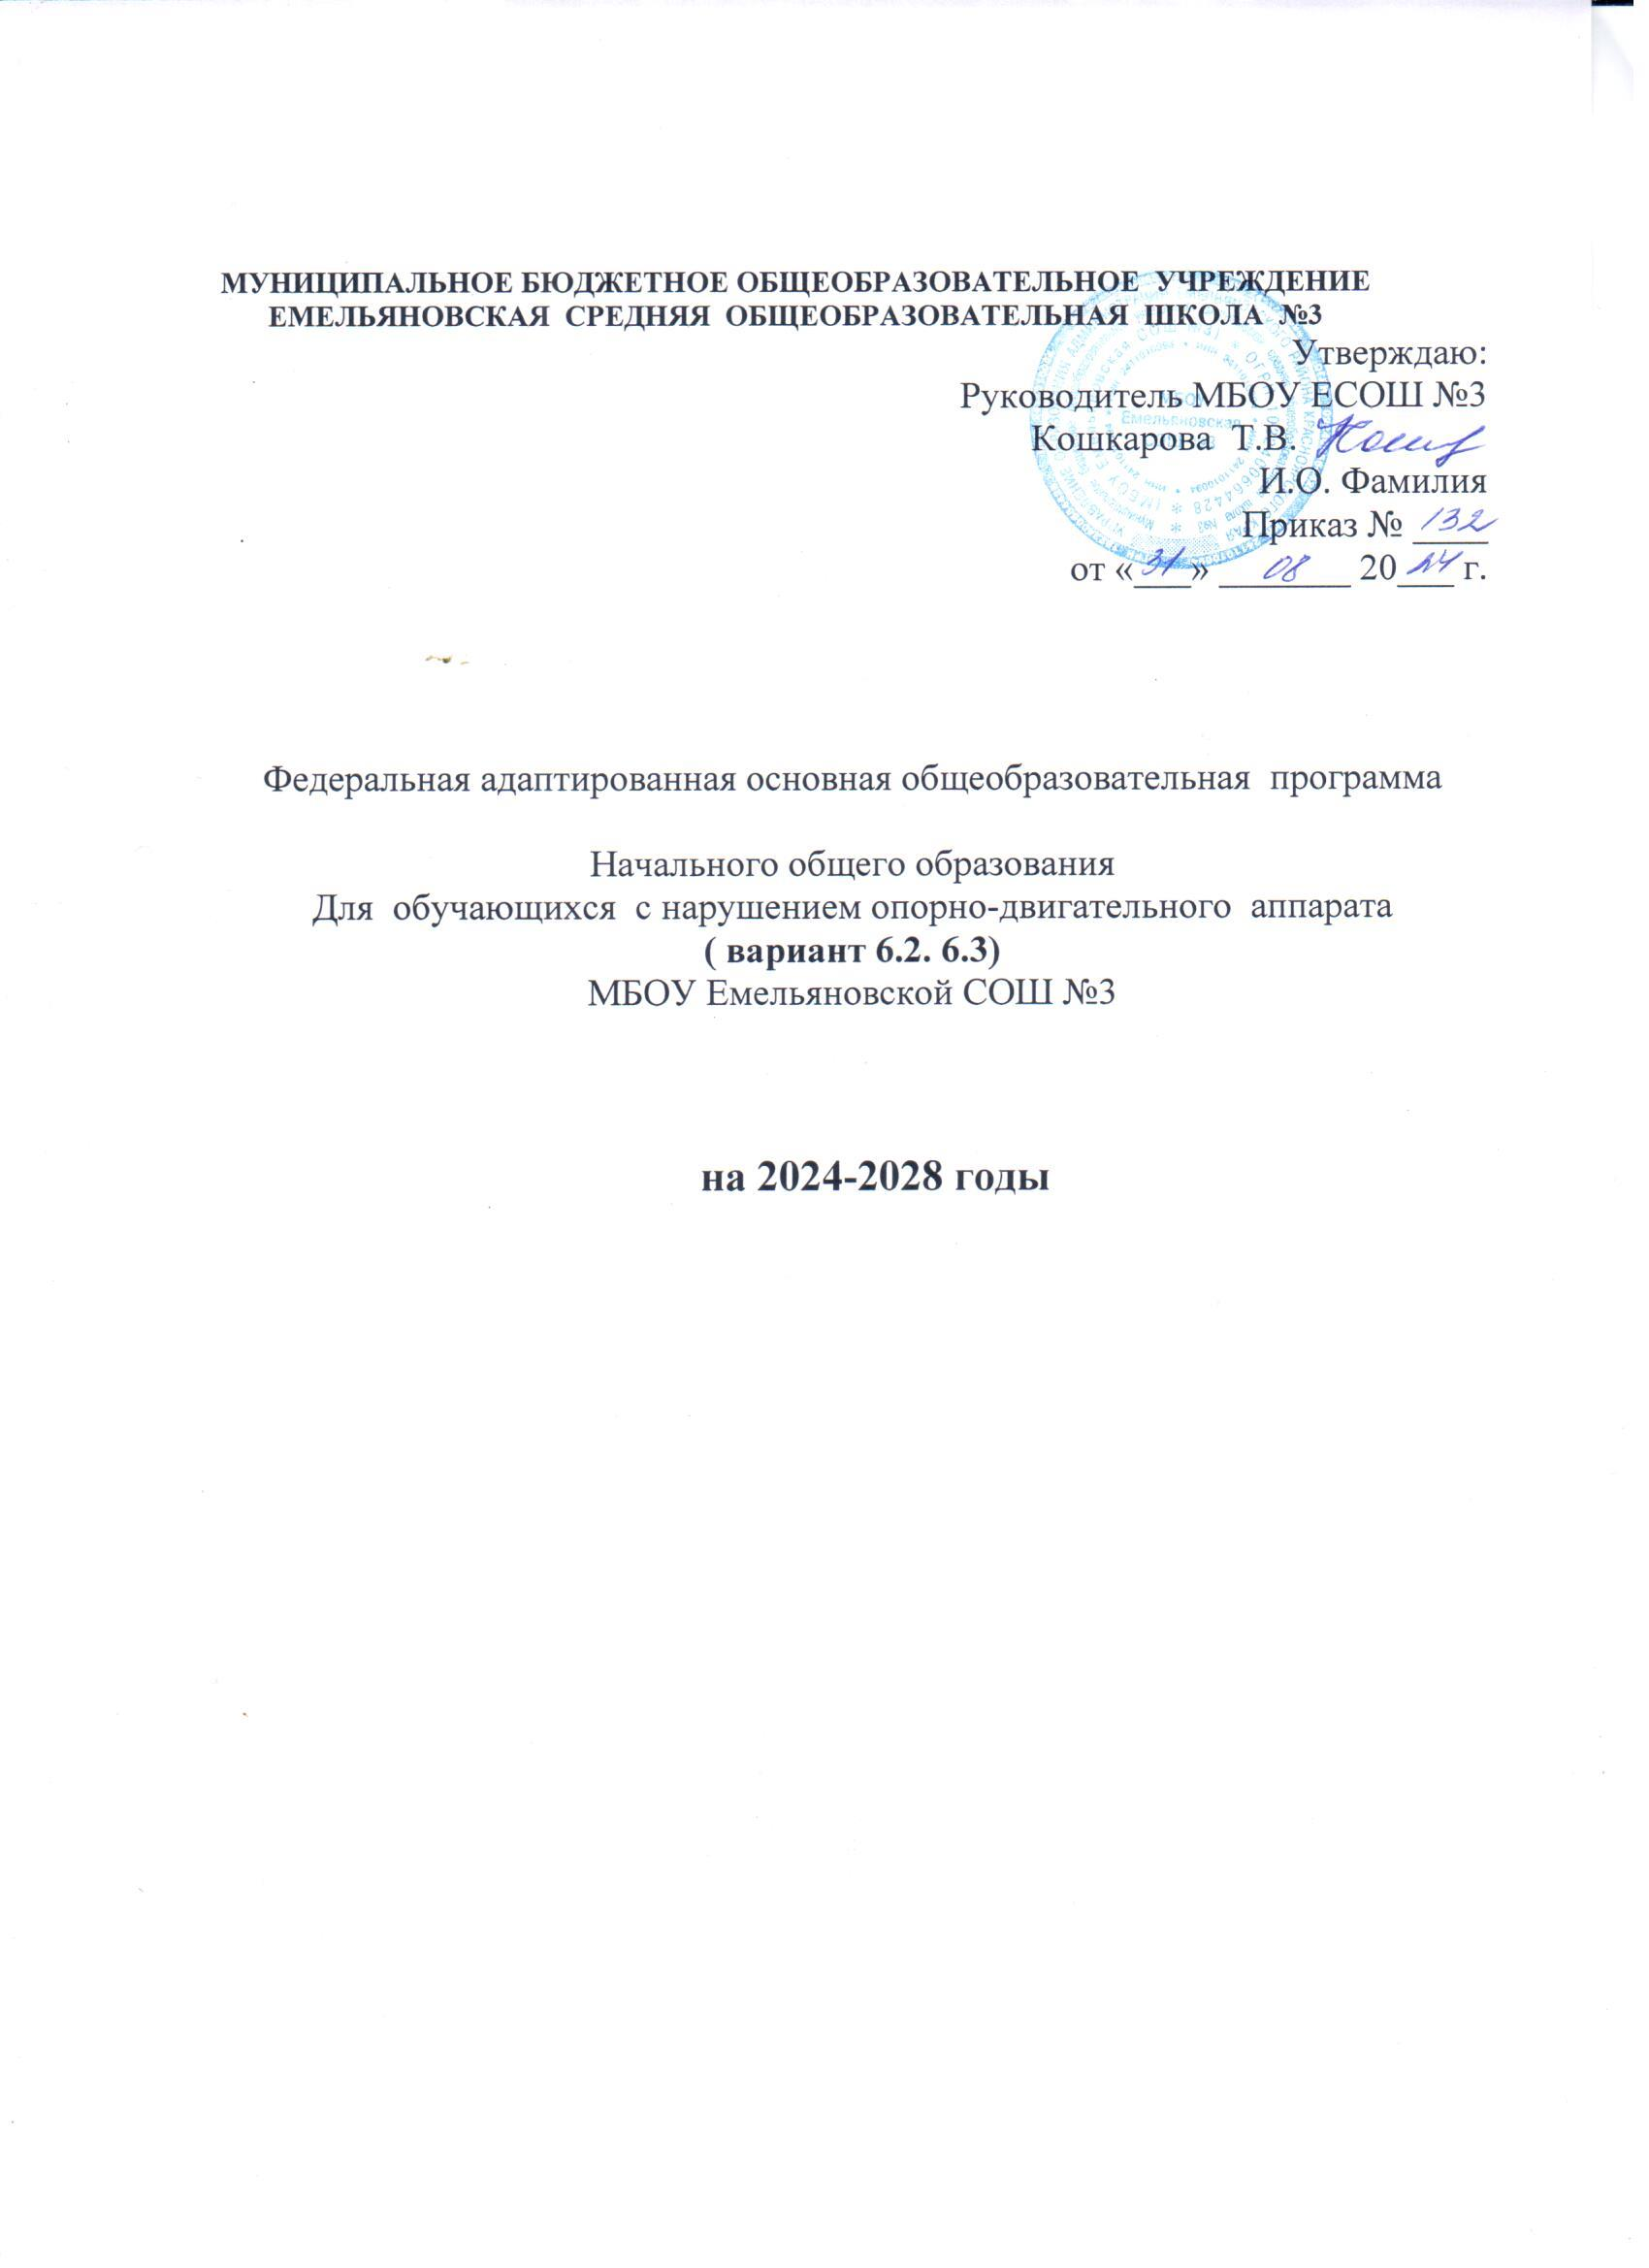 МУНИЦИПАЛЬНОЕ БЮДЖЕТНОЕ ОБЩЕОБРАЗОВАТЕЛЬНОЕ УЧРЕЖДЕНИЕ
ЕМЕЛЬЯНОВСКАЯ СРЕДНЯЯ ОБЩЕОБРАЗОВАТЕЛЬНАЯ ШКОЛА №3
Утверждаю:
Руководитель МБОУ ЕСОШ №3
Емельяновская
Кошкарова Т.В.
И.О. Фамилия
Приказ № 132
от «31» 08 2024 г.
Федеральная адаптированная основная общеобразовательная программа
Начального общего образования
Для обучающихся с нарушением опорно-двигательного аппарата
( вариант 6.2. 6.3)
МБОУ Емельяновской СОШ №3
на 2024-2028 годы